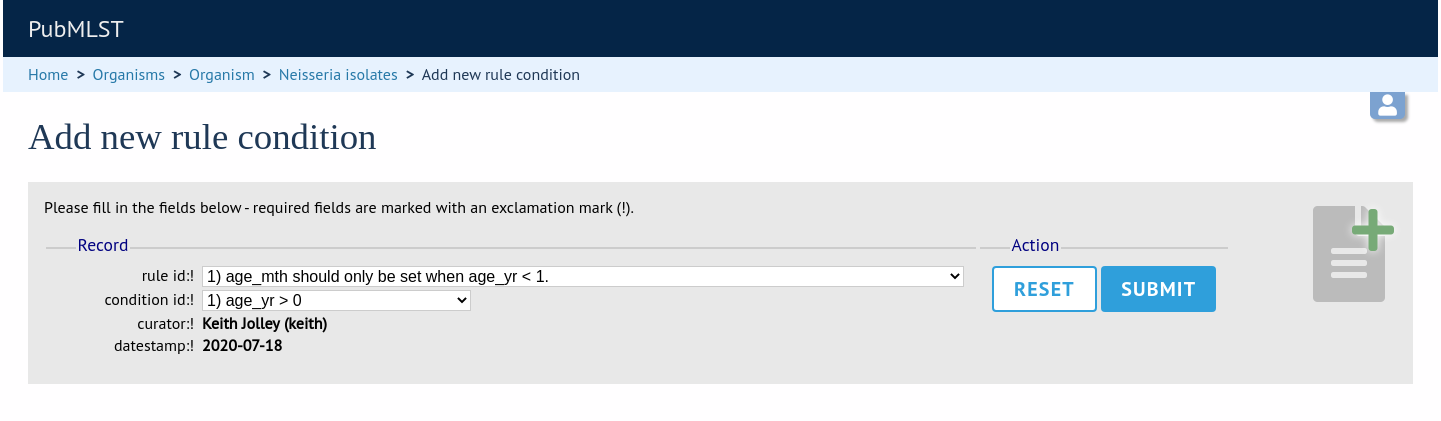 PubMLST
Home > Organisms > Organism > Neisseria isolates > Add new rule condition
Add new rule condition
Please fill in the fields below - required fields are marked with an exclamation mark (!).
Record
Action
rule id:! 1) age_mth should only be set when age_yr < 1.
condition id:! 1) age_yr > 0
RESET SUBMIT
curator:! Keith Jolley (keith)
datestamp:! 2020-07-18